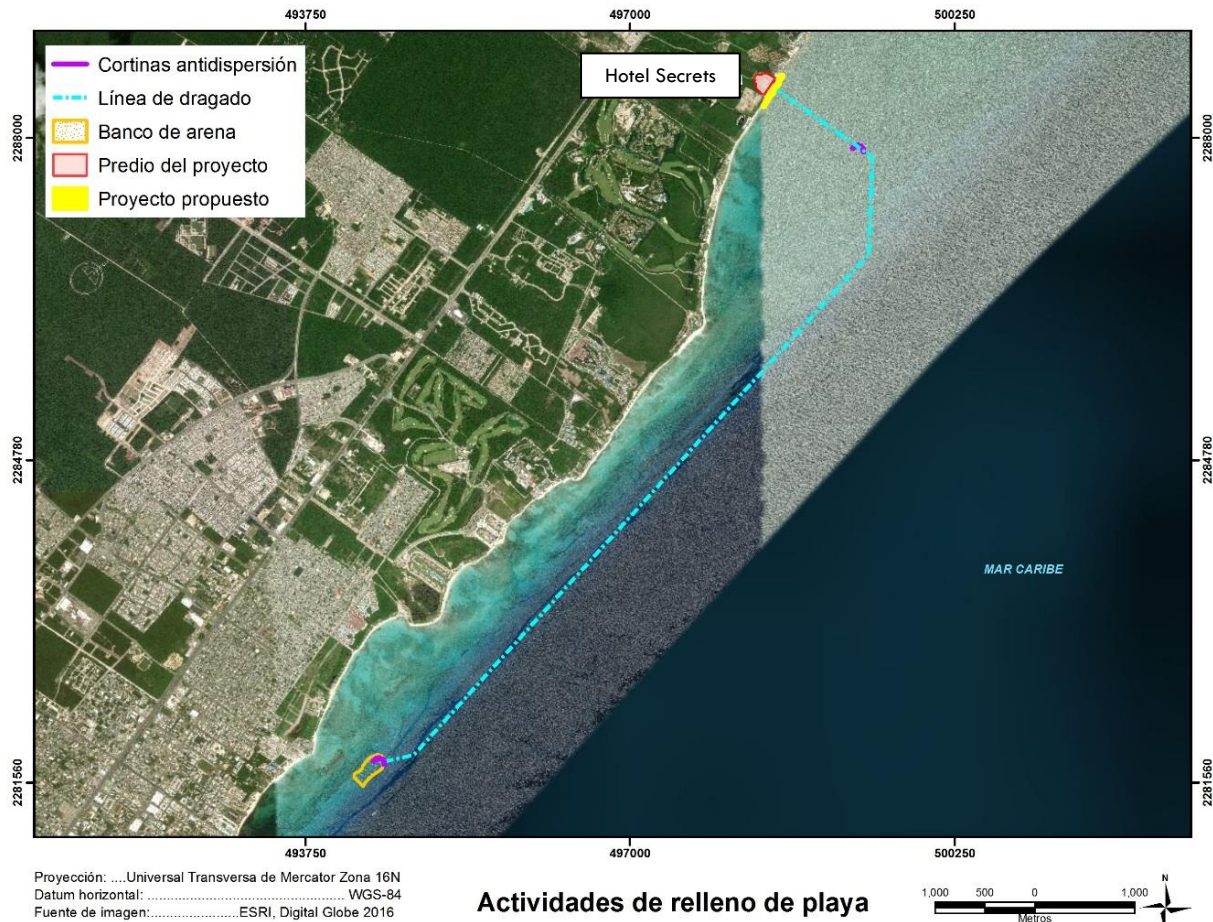 493750 497000 500250
Cortinas antidispersión
Línea de dragado
Banco de arena
Predio del proyecto
Proyecto propuesto
Hotel Secrets
2288000 2288000
2284780 2284780
MAR CARIBE
2281560 2281560
493750 497000 500250
Proyección: ....Universal Transversa de Mercator Zona 16N
Datum horizontal: ........................................ WGS-84
Fuente de imagen:......................ESRI, Digital Globe 2016
Actividades de relleno de playa
1,000 500 0 1,000
Metros
N